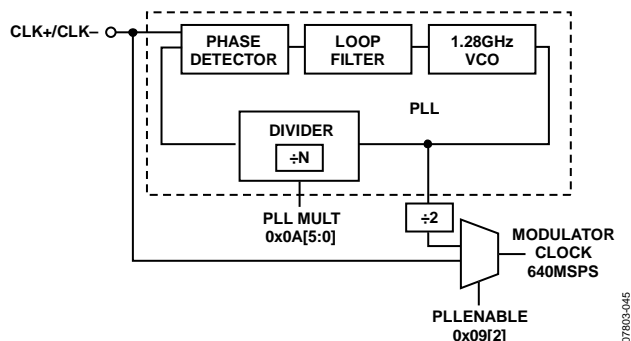 CLK+/CLK–
PHASE
DETECTOR
LOOP
FILTER
1.28GHz
VCO
PLL
DIVIDER
÷N
PLL MULT
0x0A[5:0]
÷2
MODULATOR
CLOCK
640MSPS
PLLENABLE
0x09[2]
07803-045